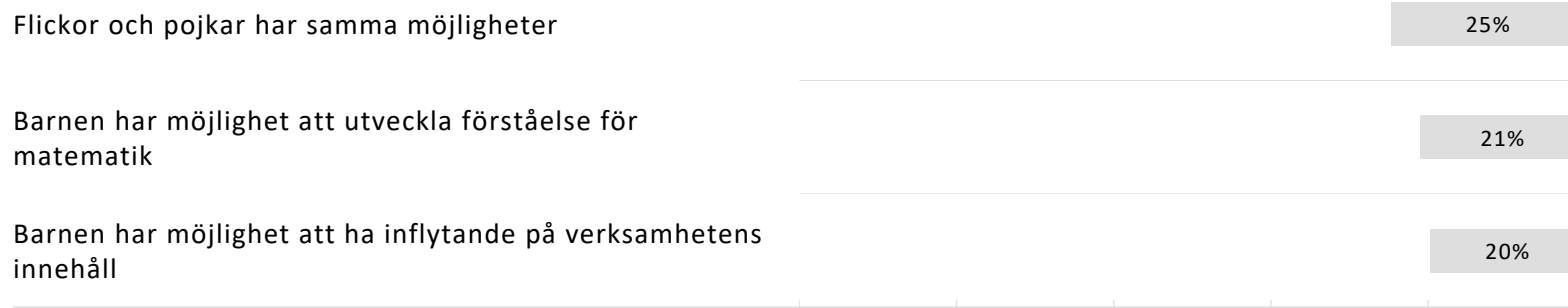 Flickor och pojkar har samma möjligheter
25%
Barnen har möjlighet att utveckla förståelse för
matematik
21%
Barnen har möjlighet att ha inflytande på verksamhetens
innehåll
20%